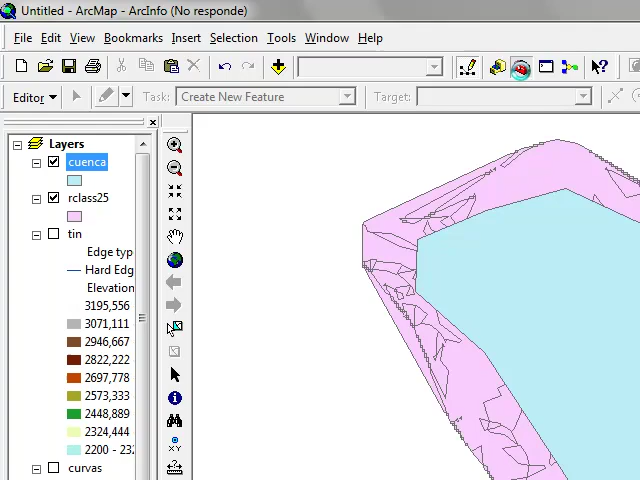 Untitled - ArcMap - ArcInfo (No responde)
File Edit View Bookmarks Insert Selection Tools Window Help
Editor Task: Create New Feature Target:
Layers
cuenca
rclass25
tin
Edge typ
Hard Edg
Elevation
3195,556
3071,111
2946,667
2822,222
2697,778
2573,333
2448,889
2324,444
2200 - 232
curvas
XY